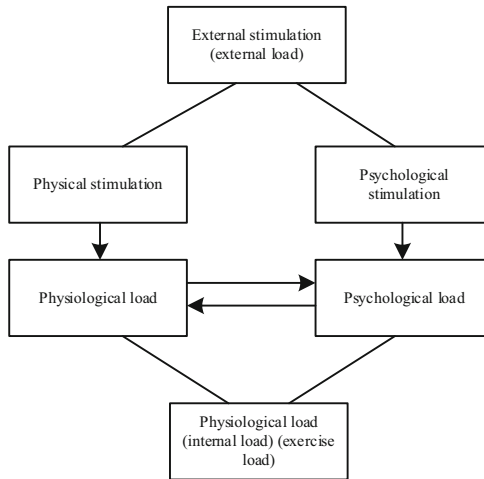 External stimulation
(external load)
Physical stimulation
Psychological
stimulation
Physiological load
Psychological load
Physiological load
(internal load) (exercise
load)